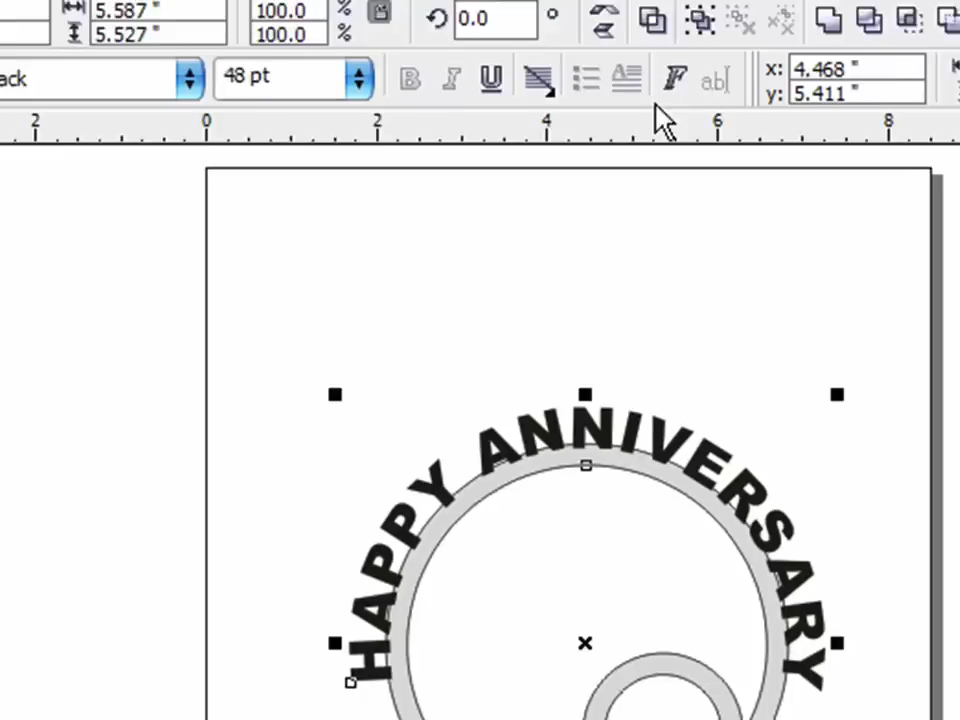 5.587 " 100.0 % 0.0 °
5.527 " 100.0 %
ack 48 pt B I U F ab x: 4.468 "
y: 5.411 "
2 0 2 4 6 8
HAPPY ANNIVERSARY